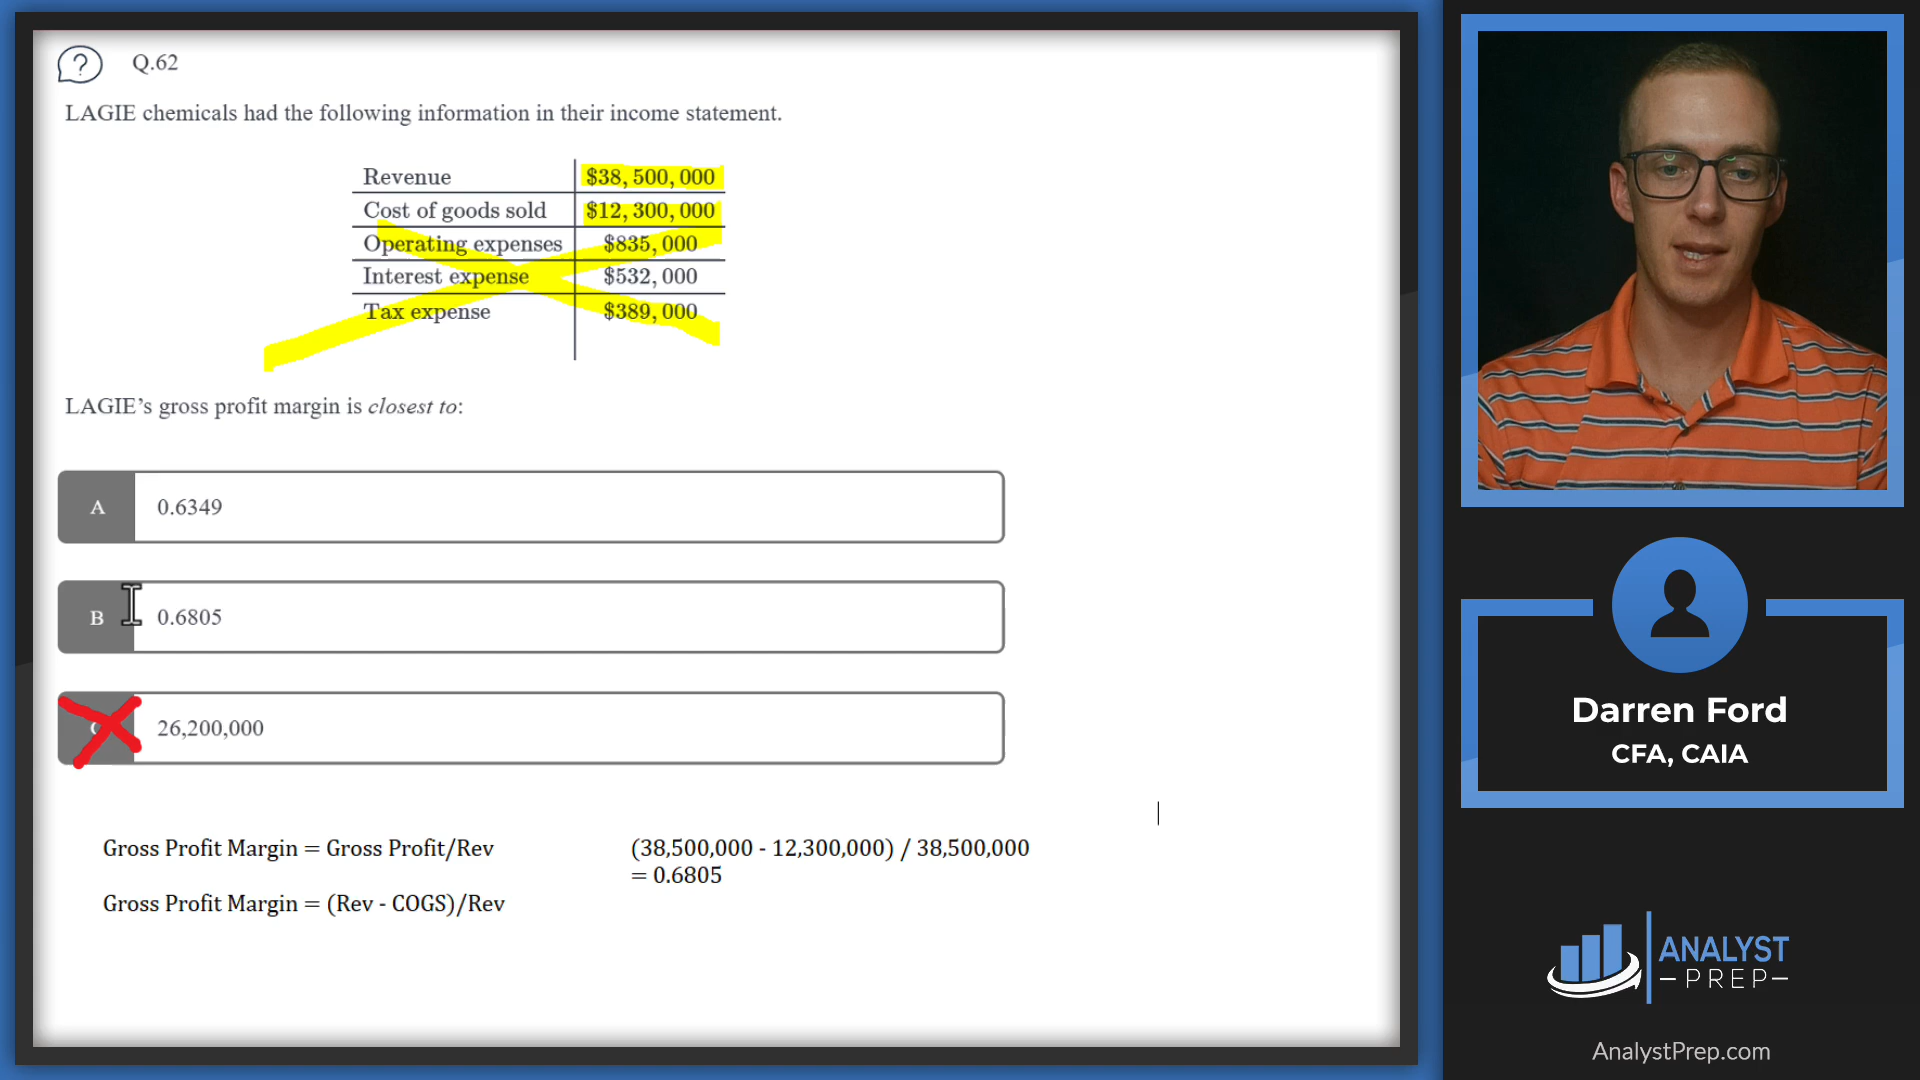 ?
Q.62
LAGIE chemicals had the following information in their income statement.
Revenue $38,500,000
Cost of goods sold $12,300,000
Operating expenses $835,000
Interest expense $532,000
Tax expense $389,000
LAGIE’s gross profit margin is closest to:
A 0.6349
B 0.6805
C 26,200,000
Gross Profit Margin = Gross Profit/Rev
Gross Profit Margin = (Rev - COGS)/Rev
(38,500,000 - 12,300,000) / 38,500,000
= 0.6805
Darren Ford
CFA, CAIA
ANALYST
PREP
AnalystPrep.com